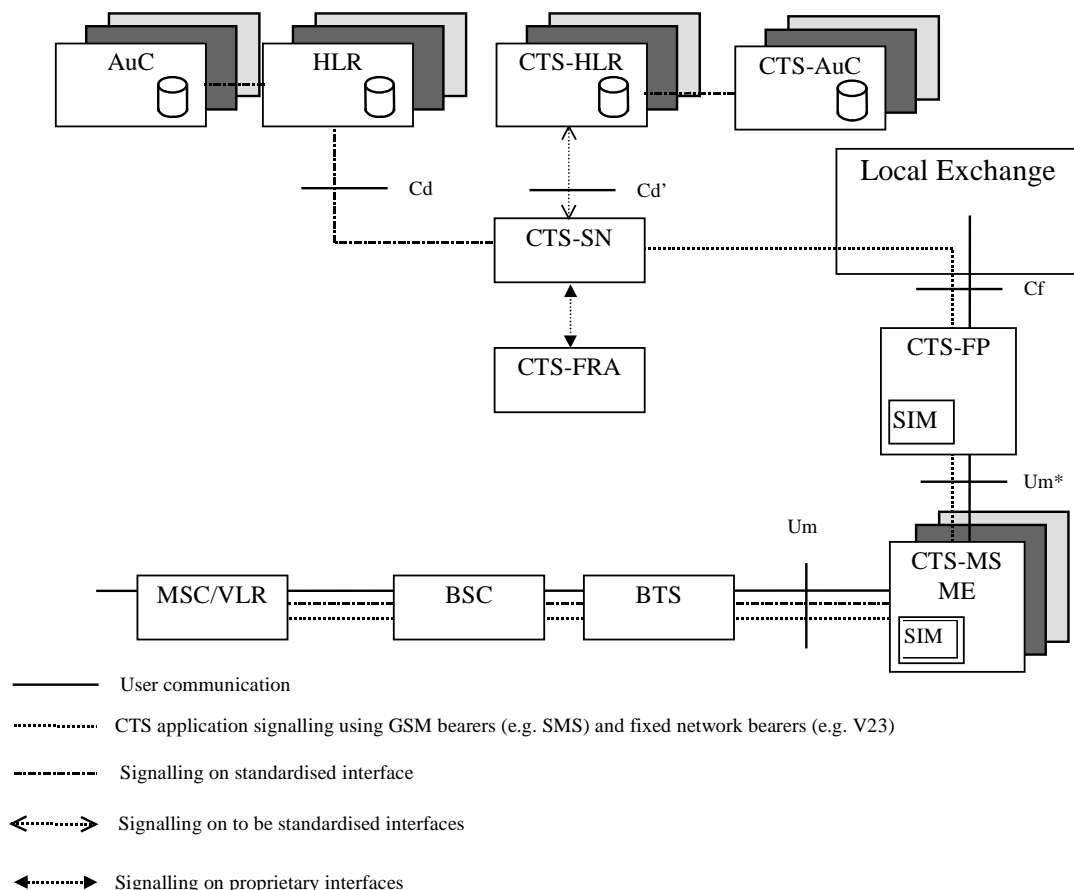 AuC
HLR
CTS-HLR
CTS-AuC
Local Exchange
Cd
Cd’
CTS-SN
Cf
CTS-FP
CTS-FRA
SIM
Um*
Um
CTS-MS
ME
MSC/VLR
BSC
BTS
SIM
User communication
CTS application signalling using GSM bearers (e.g. SMS) and fixed network bearers (e.g. V23)
Signalling on standardised interface
Signalling on to be standardised interfaces
Signalling on proprietary interfaces